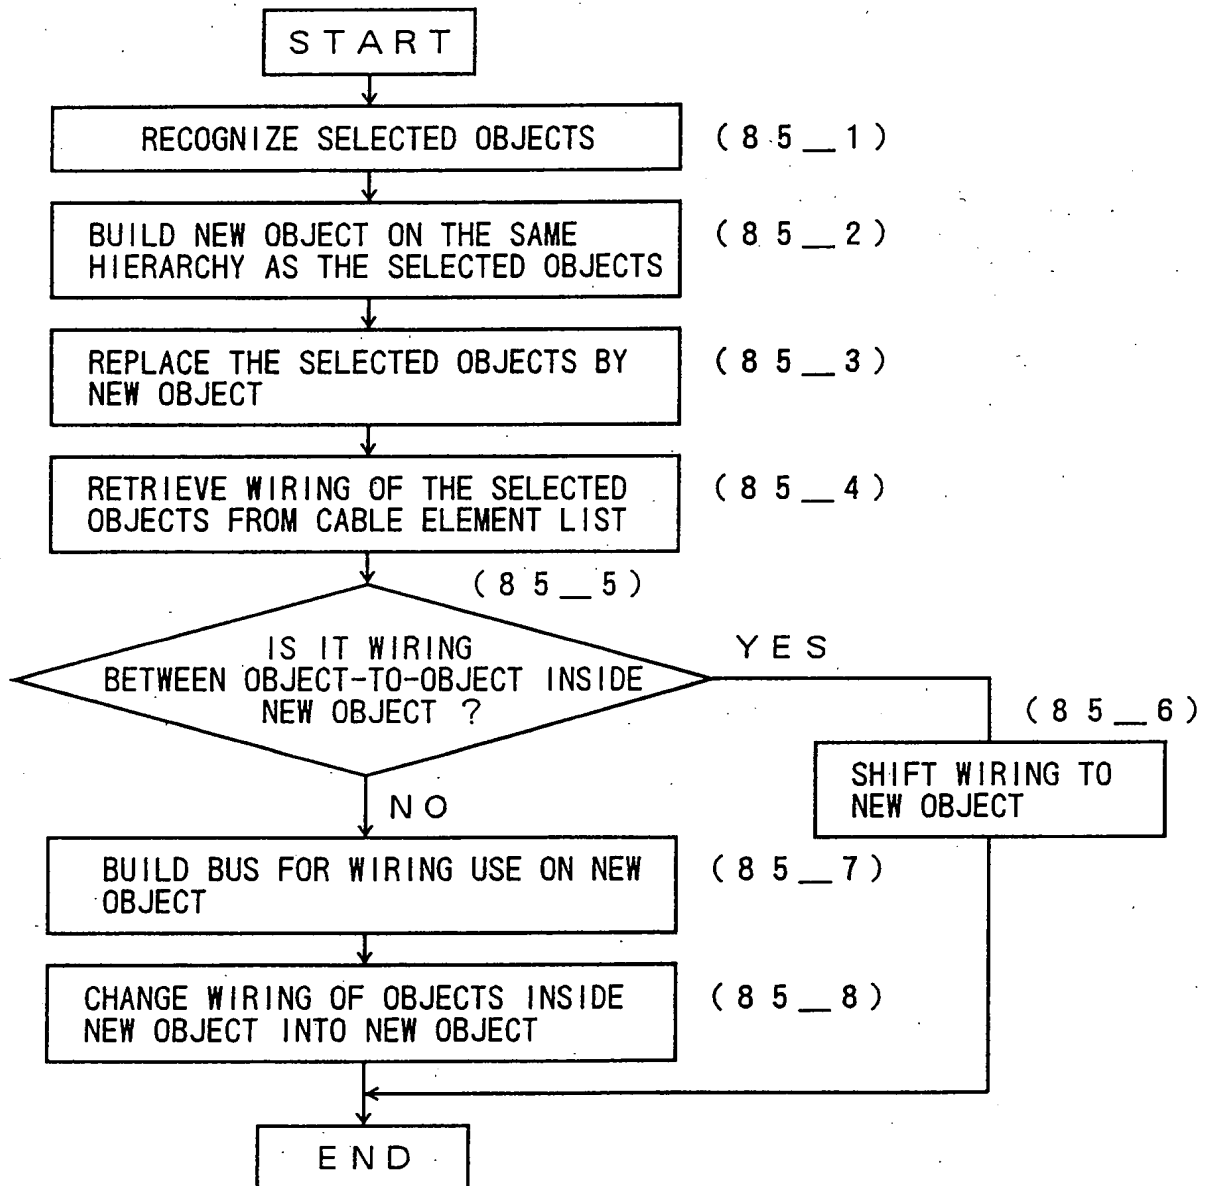 START
RECOGNIZE SELECTED OBJECTS
(85_1)
BUILD NEW OBJECT ON THE SAME
HIERARCHY AS THE SELECTED OBJECTS
(85_2)
REPLACE THE SELECTED OBJECTS BY
NEW OBJECT
(85_3)
RETRIEVE WIRING OF THE SELECTED
OBJECTS FROM CABLE ELEMENT LIST
(85_4)
(85_5)
IS IT WIRING
BETWEEN OBJECT-TO-OBJECT INSIDE
NEW OBJECT ?
YES
(85_6)
SHIFT WIRING TO
NEW OBJECT
NO
BUILD BUS FOR WIRING USE ON NEW
OBJECT
(85_7)
CHANGE WIRING OF OBJECTS INSIDE
NEW OBJECT INTO NEW OBJECT
(85_8)
END